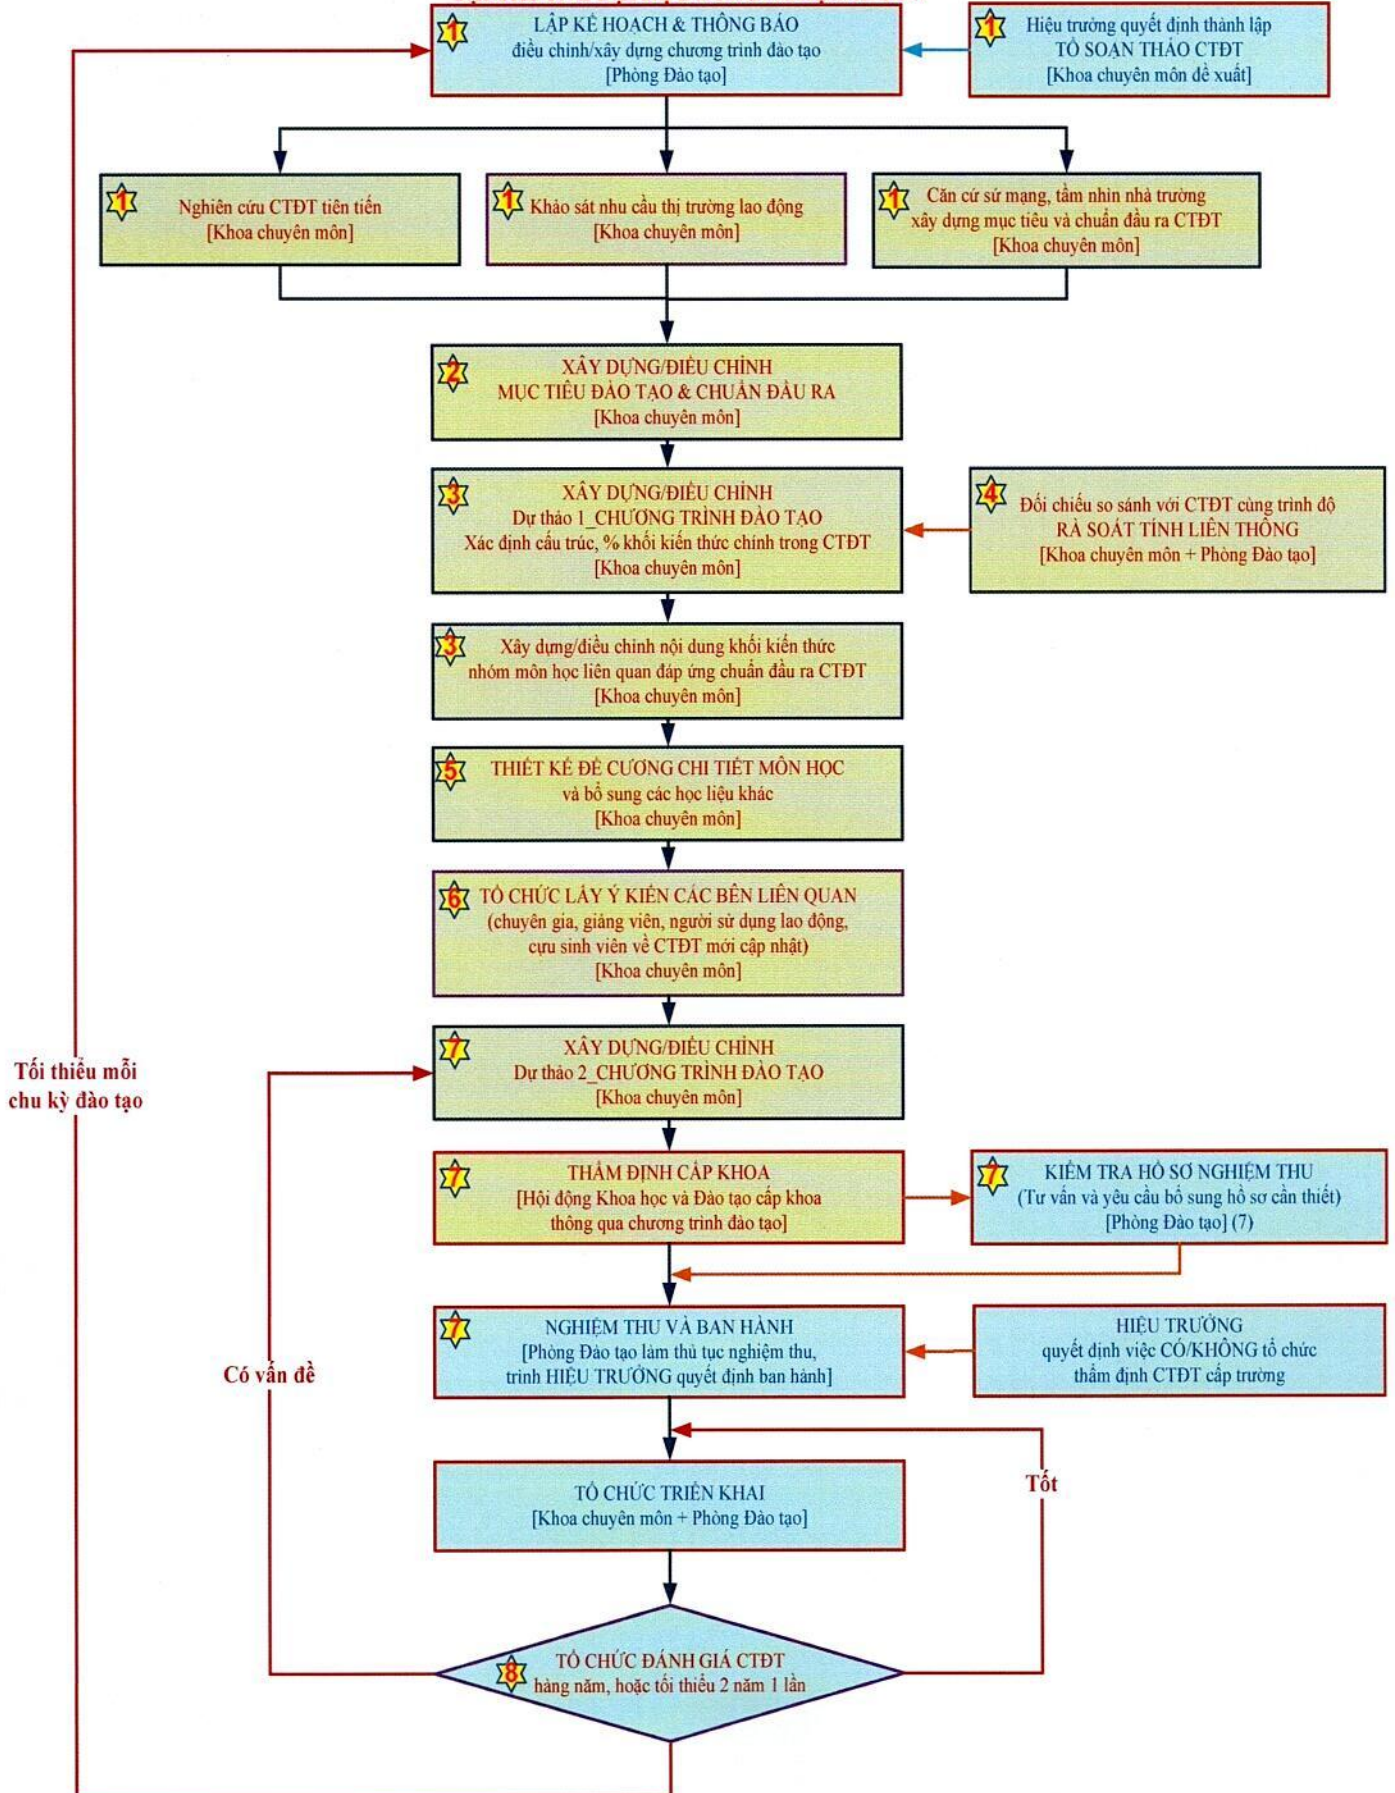 1
LẬP KẾ HOẠCH & THÔNG BÁO
điều chỉnh/xây dựng chương trình đào tạo
[Phòng Đào tạo]
1
Hiệu trưởng quyết định thành lập
TỔ SOẠN THẢO CTĐT
[Khoa chuyên môn đề xuất]
1
Nghiên cứu CTĐT tiên tiến
[Khoa chuyên môn]
1
Khảo sát nhu cầu thị trường lao động
[Khoa chuyên môn]
1
Căn cứ sứ mạng, tầm nhìn nhà trường
xây dựng mục tiêu và chuẩn đầu ra CTĐT
[Khoa chuyên môn]
2
XÂY DỰNG/ĐIỀU CHỈNH
MỤC TIÊU ĐÀO TẠO & CHUẨN ĐẦU RA
[Khoa chuyên môn]
3
XÂY DỰNG/ĐIỀU CHỈNH
Dự thảo 1_CHƯƠNG TRÌNH ĐÀO TẠO
Xác định cấu trúc, % khối kiến thức chính trong CTĐT
[Khoa chuyên môn]
4
Đối chiếu so sánh với CTĐT cùng trình độ
RÀ SOÁT TÍNH LIÊN THÔNG
[Khoa chuyên môn + Phòng Đào tạo]
3
Xây dựng/điều chỉnh nội dung khối kiến thức
nhóm môn học liên quan đáp ứng chuẩn đầu ra CTĐT
[Khoa chuyên môn]
5
THIẾT KẾ ĐỀ CƯƠNG CHI TIẾT MÔN HỌC
và bổ sung các học liệu khác
[Khoa chuyên môn]
6
TỔ CHỨC LẤY Ý KIẾN CÁC BÊN LIÊN QUAN
(chuyên gia, giảng viên, người sử dụng lao động,
cựu sinh viên về CTĐT mới cập nhật)
[Khoa chuyên môn]
7
XÂY DỰNG/ĐIỀU CHỈNH
Dự thảo 2_CHƯƠNG TRÌNH ĐÀO TẠO
[Khoa chuyên môn]
Tối thiểu mỗi
chu kỳ đào tạo
7
THẨM ĐỊNH CẤP KHOA
[Hội động Khoa học và Đào tạo cấp khoa
thông qua chương trình đào tạo]
7
KIỂM TRA HỒ SƠ NGHIỆM THU
(Tư vấn và yêu cầu bổ sung hồ sơ cần thiết)
[Phòng Đào tạo] (7)
7
NGHIỆM THU VÀ BAN HÀNH
[Phòng Đào tạo làm thủ tục nghiệm thu,
trình HIỆU TRƯỞNG quyết định ban hành]
HIỆU TRƯỞNG
quyết định việc CÓ/KHÔNG tổ chức
thẩm định CTĐT cấp trường
Có vấn đề
Tốt
TỔ CHỨC TRIỂN KHAI
[Khoa chuyên môn + Phòng Đào tạo]
8
TỔ CHỨC ĐÁNH GIÁ CTĐT
hàng năm, hoặc tối thiểu 2 năm 1 lần